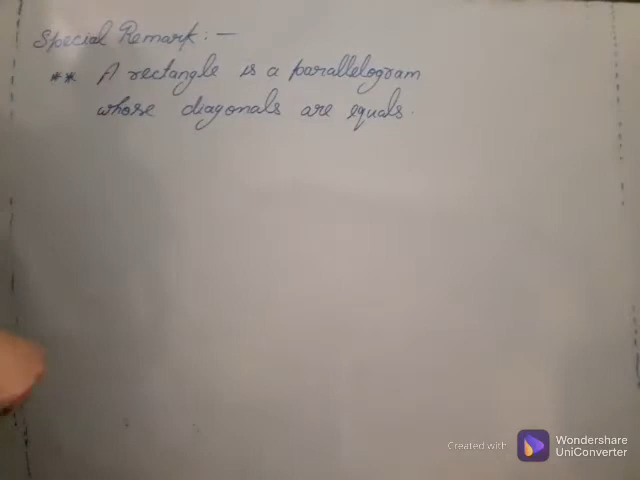 Special Remark :-
** A rectangle is a parallelogram
whose diagonals are equals.
Created with Wondershare
UniConverter